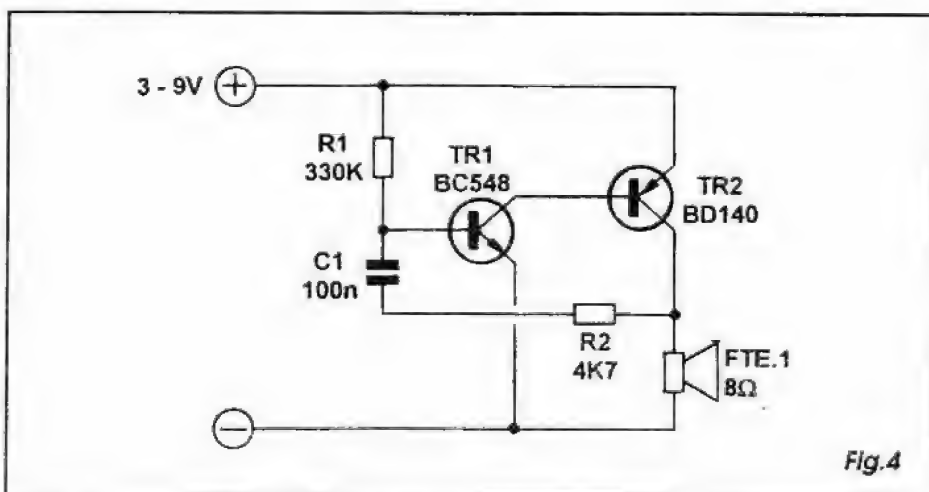 3 - 9V
+
R1
330K
TR1
BC548
TR2
BD140
C1
100n
R2
4K7
FTE.1
8Ω
−
Fig.4